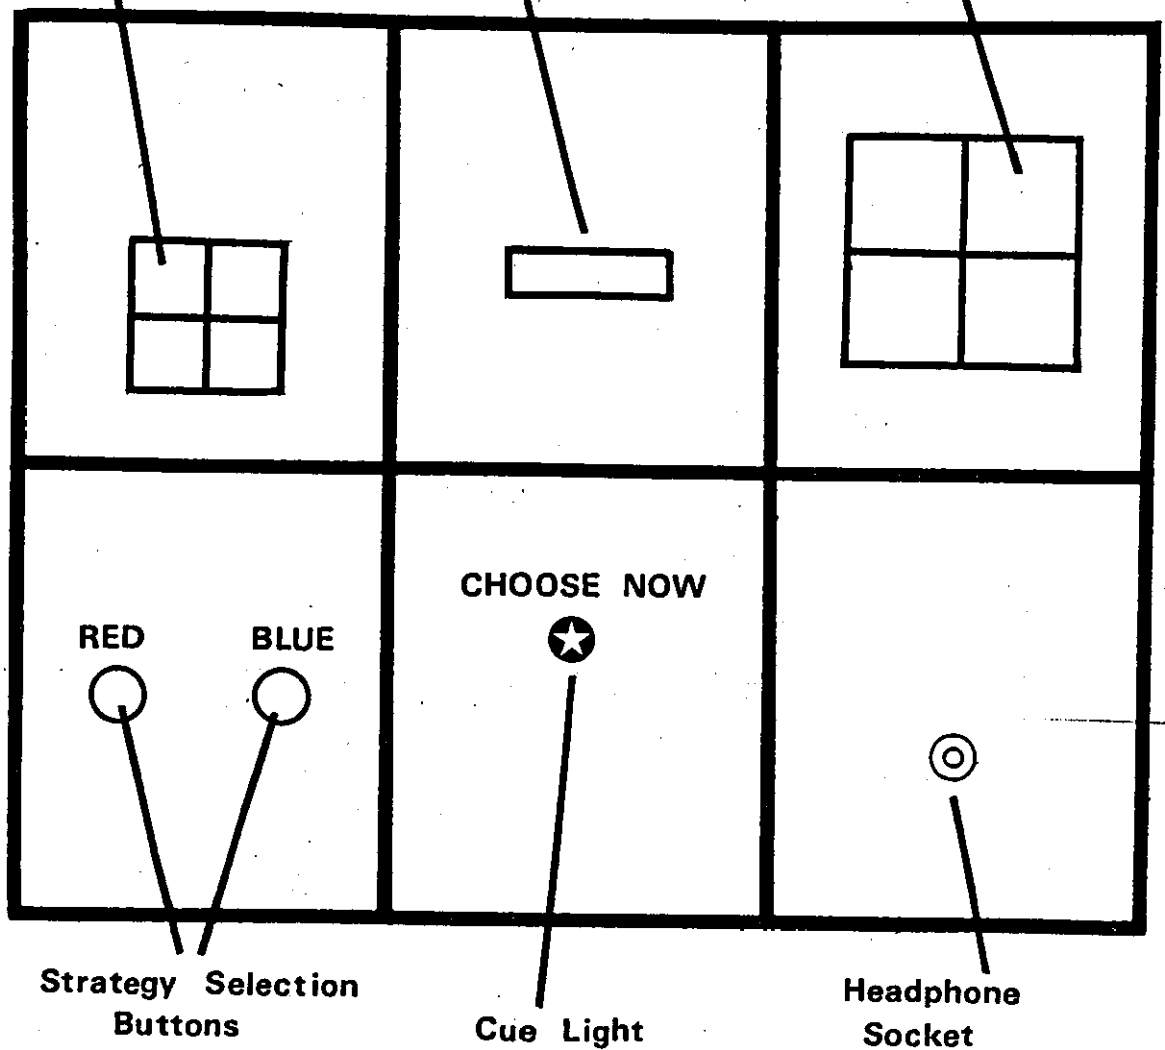 CHOOSE NOW
RED BLUE
Strategy Selection
Buttons
Cue Light
Headphone
Socket